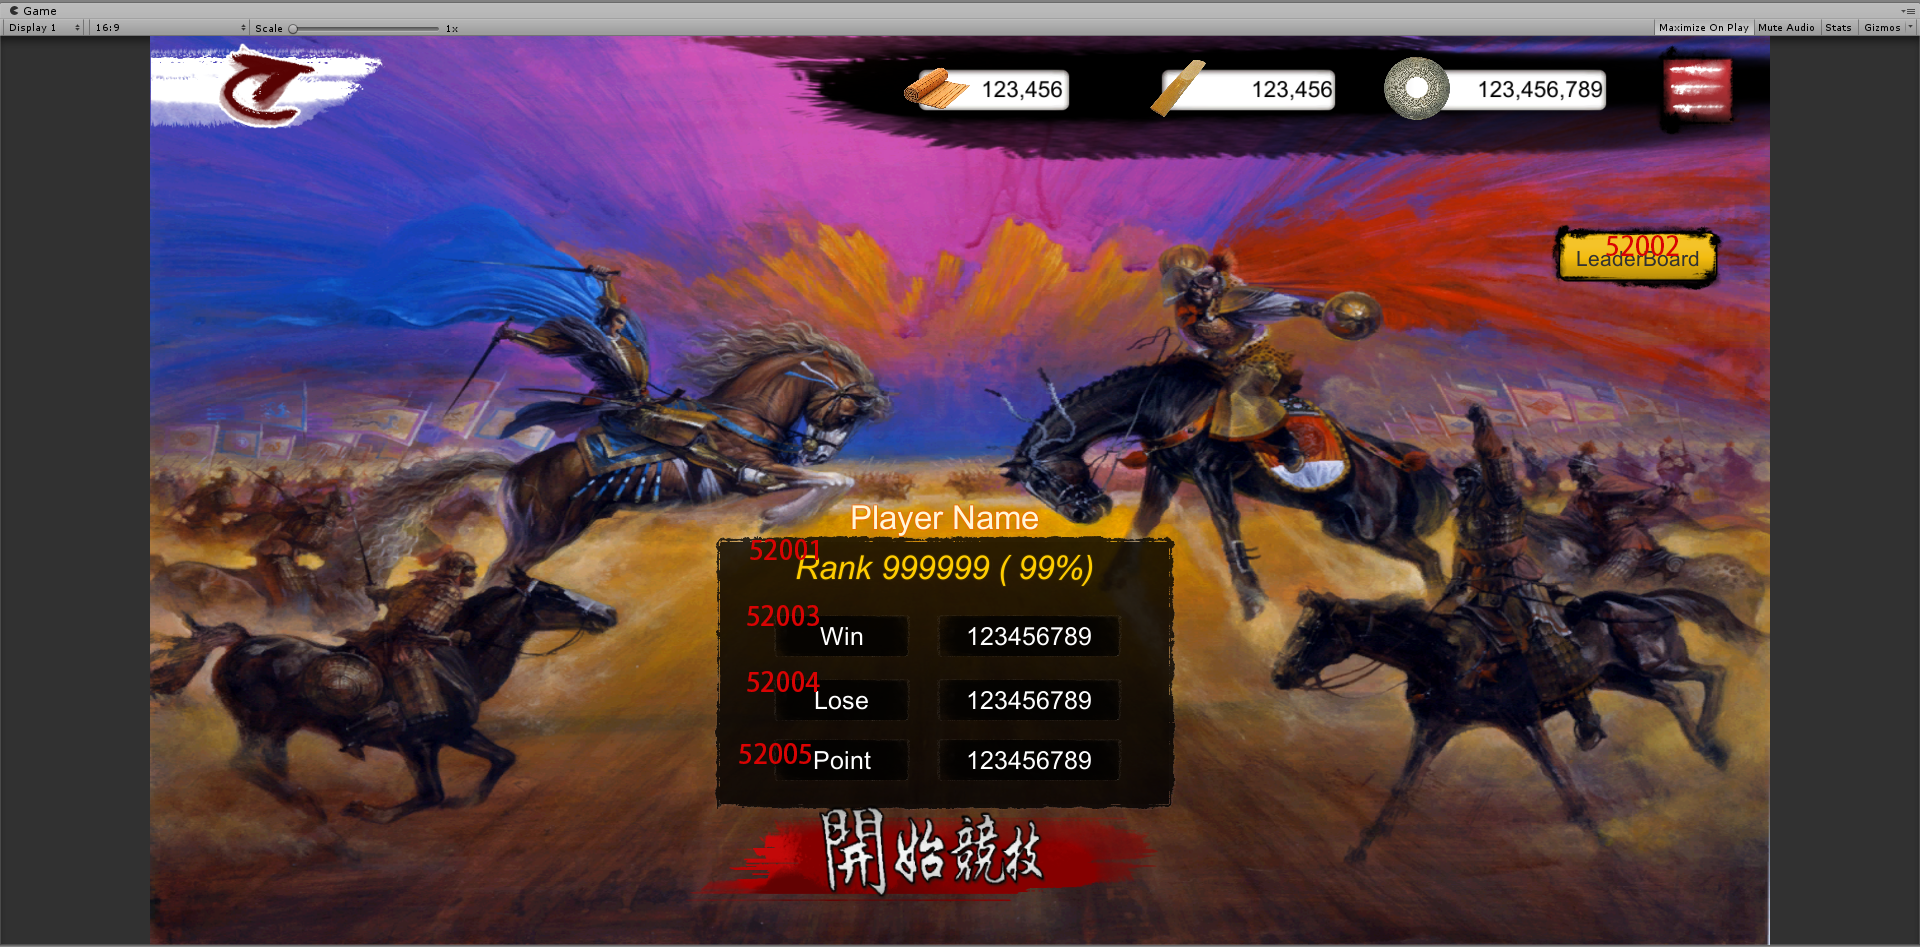 Game
Display 1
16:9
Scale
1x
Maximize On Play
Mute Audio
Stats
Gizmos
123,456
123,456
123,456,789
52002
LeaderBoard
Player Name
52001
Rank 999999 ( 99%)
52003
Win
123456789
52004
Lose
123456789
52005
Point
123456789
開始競技